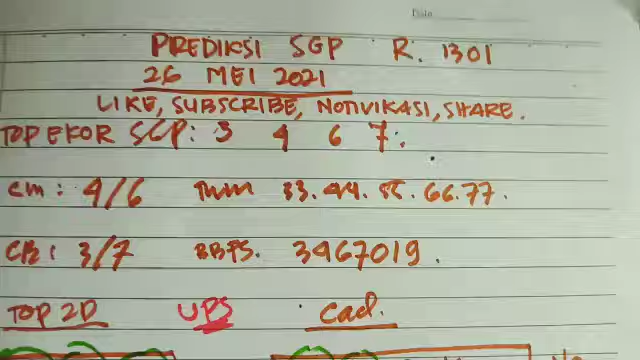 Date
PREDIKSI SGP R. 1301
26 MEI 2021
LIKE, SUBSCRIBE, NOTIVIKASI, SHARE.
TOP EKOR SGP: 3 4 6 7.
CM: 4/6 33. 44. 55. 66. 77.
CB: 3/7 BBFS. 3467019.
TOP 2D UPS Cad.